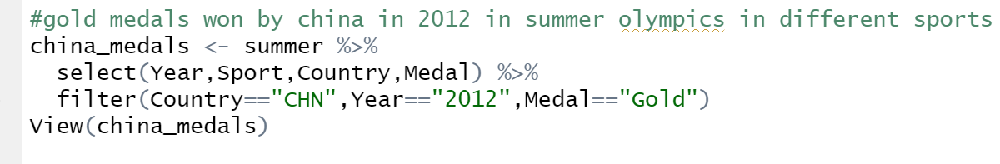 #gold medals won by china in 2012 in summer olympics in different sports
china_medals <- summer %>%
  select(Year,Sport,Country,Medal) %>%
  filter(Country=="CHN",Year=="2012",Medal=="Gold")
View(china_medals)